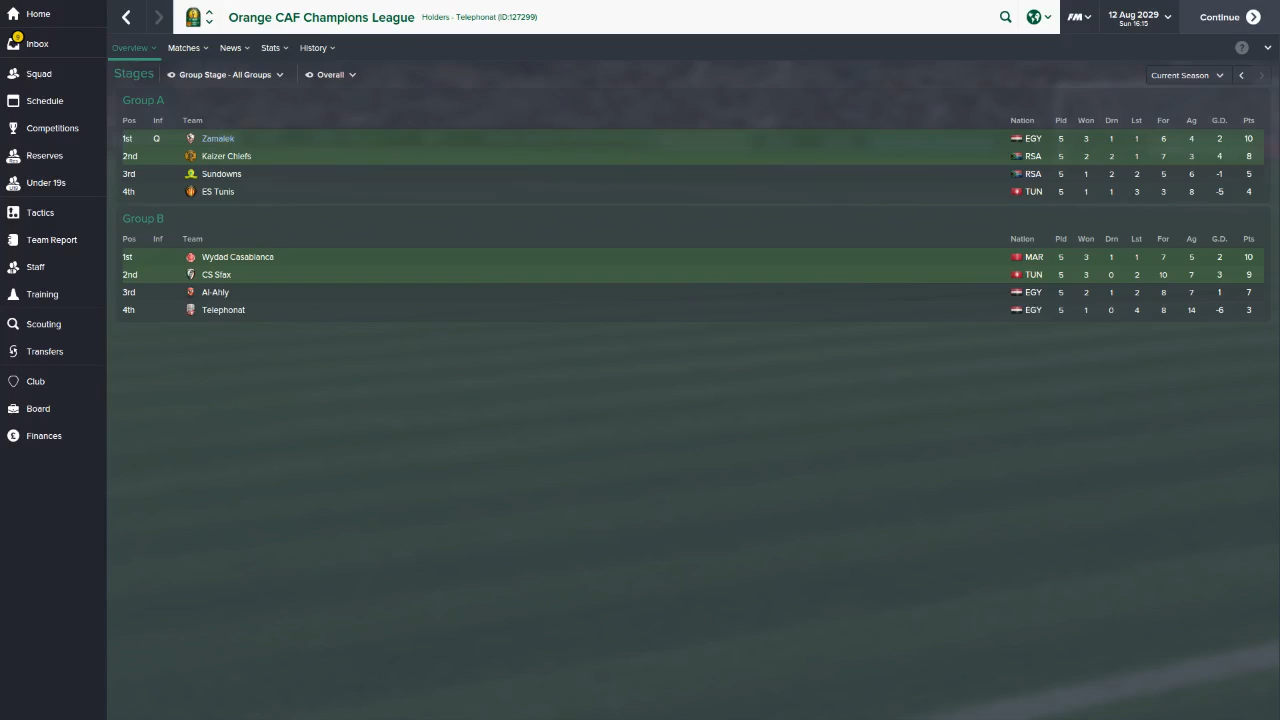 Home
Orange CAF Champions League Holders - Telephonat (ID:127299)
FM
12 Aug 2029
Sun 16:15
Continue
9
Inbox
Overview Matches News Stats History
?
Squad
Stages Group Stage - All Groups Overall Current Season
Schedule
Group A
Pos Inf Team Nation Pld Won Drn Lst For Ag G.D. Pts
1st Q Zamalek EGY 5 3 1 1 6 4 2 10
2nd Kaizer Chiefs RSA 5 2 2 1 7 3 4 8
3rd Sundowns RSA 5 1 2 2 5 6 -1 5
4th ES Tunis TUN 5 1 1 3 3 8 -5 4
Group B
Pos Inf Team Nation Pld Won Drn Lst For Ag G.D. Pts
1st Wydad Casablanca MAR 5 3 1 1 7 5 2 10
2nd CS Sfax TUN 5 3 0 2 10 7 3 9
3rd Al-Ahly EGY 5 2 1 2 8 7 1 7
4th Telephonat EGY 5 1 0 4 8 14 -6 3
Competitions
Reserves
Under 19s
Tactics
Team Report
Staff
Training
Scouting
Transfers
Club
Board
Finances